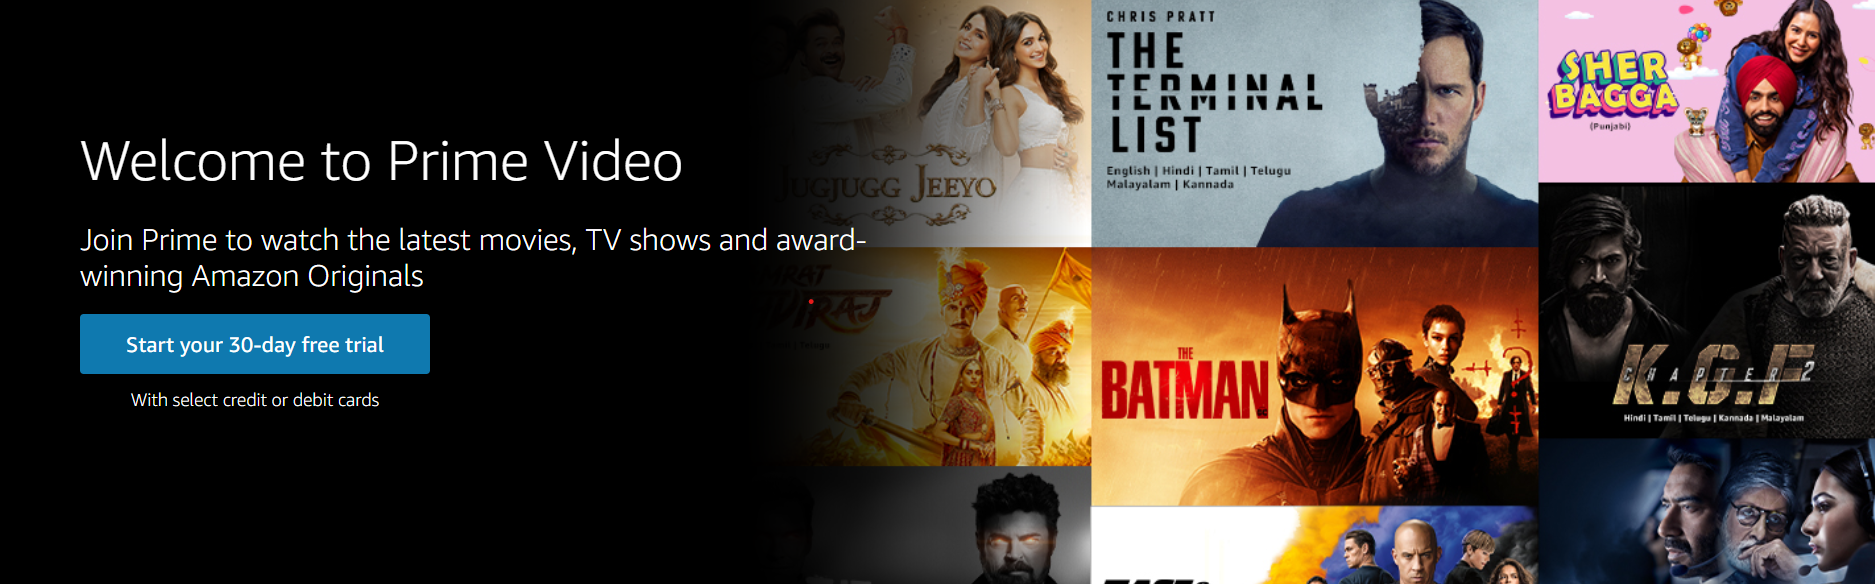 Welcome to Prime Video
Join Prime to watch the latest movies, TV shows and award-
winning Amazon Originals
Start your 30-day free trial
With select credit or debit cards
JUGJUGG JEEYO
CHRIS PRATT
THE
TERMINAL
LIST
English | Hindi | Tamil | Telugu
Malayalam | Kannada
SHER
BAGGA
(Punjabi)
THE
BATMAN
K.G.F
CHAPTER 2
Hindi | Tamil | Telugu | Kannada | Malayalam